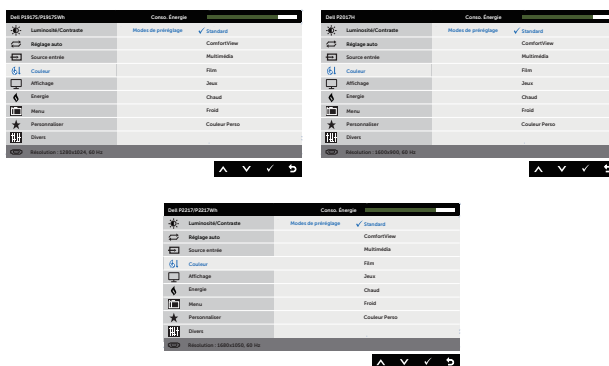 Dell P1917S/P1917SWh Conso. Énergie
Luminosité/Contraste Modes de préréglage ✓ Standard
Réglage auto ComfortView
Source entrée Multimédia
Couleur Film
Affichage Jeux
Energie Chaud
Menu Froid
Personnaliser Couleur Perso
Divers
Résolution : 1280x1024, 60 Hz
Dell P2017H Conso. Énergie
Luminosité/Contraste Modes de préréglage ✓ Standard
Réglage auto ComfortView
Source entrée Multimédia
Couleur Film
Affichage Jeux
Energie Chaud
Menu Froid
Personnaliser Couleur Perso
Divers
Résolution : 1600x900, 60 Hz
Dell P2217/P2217Wh Conso. Énergie
Luminosité/Contraste Modes de préréglage ✓ Standard
Réglage auto ComfortView
Source entrée Multimédia
Couleur Film
Affichage Jeux
Energie Chaud
Menu Froid
Personnaliser Couleur Perso
Divers
Résolution : 1680x1050, 60 Hz